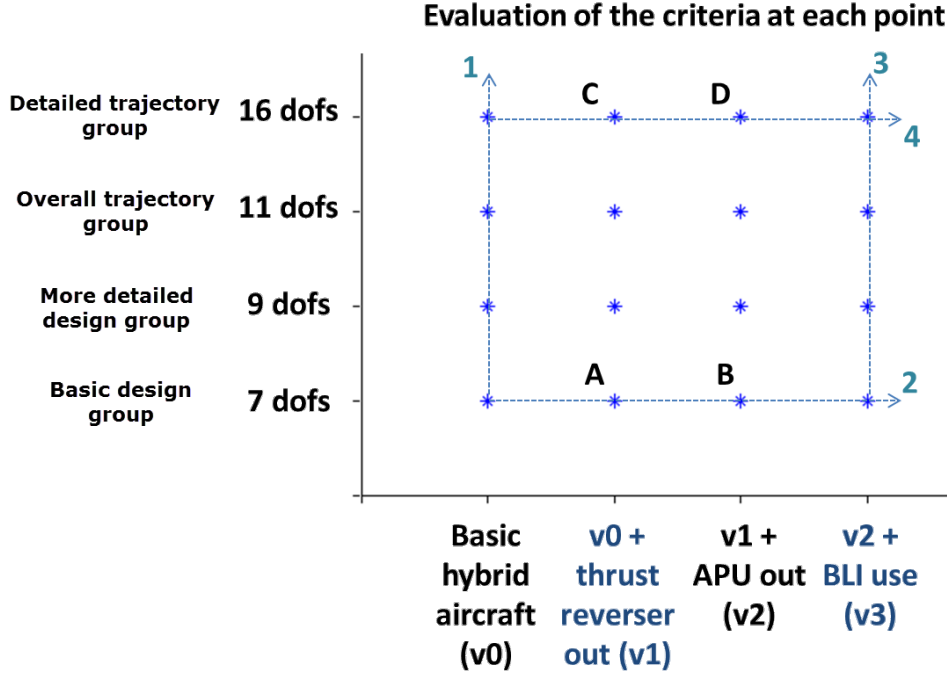 Evaluation of the criteria at each point
1
3
C
D
Detailed trajectory
group
16 dofs
4
Overall trajectory
group
11 dofs
More detailed
design group
9 dofs
A
B
2
Basic design
group
7 dofs
Basic
hybrid
aircraft
(v0)
v0 +
thrust
reverser
out (v1)
v1 +
APU out
(v2)
v2 +
BLI use
(v3)